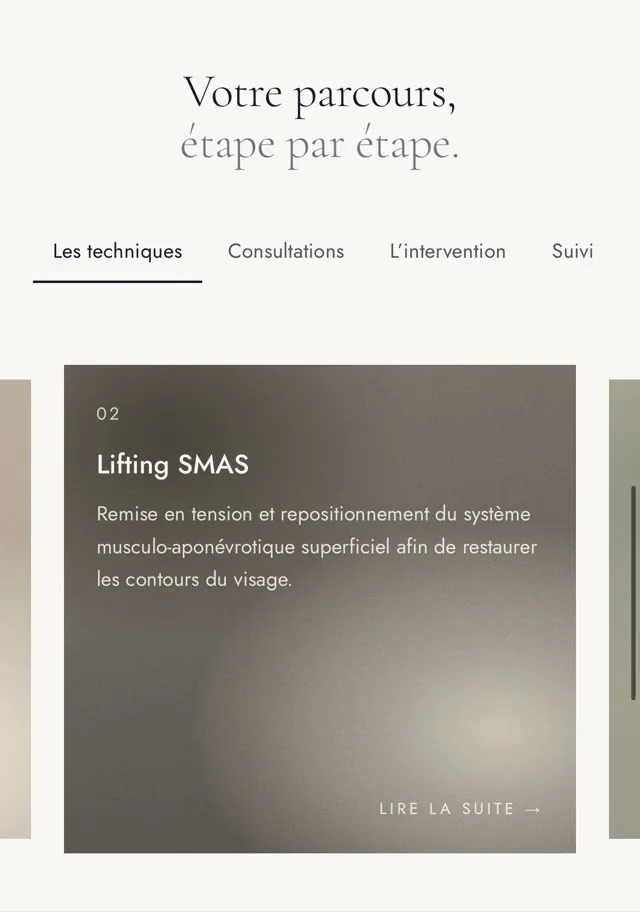 Votre parcours,
étape par étape.
Les techniques Consultations L’intervention Suivi
02
Lifting SMAS
Remise en tension et repositionnement du système
musculo-aponévrotique superficiel afin de restaurer
les contours du visage.
LIRE LA SUITE →